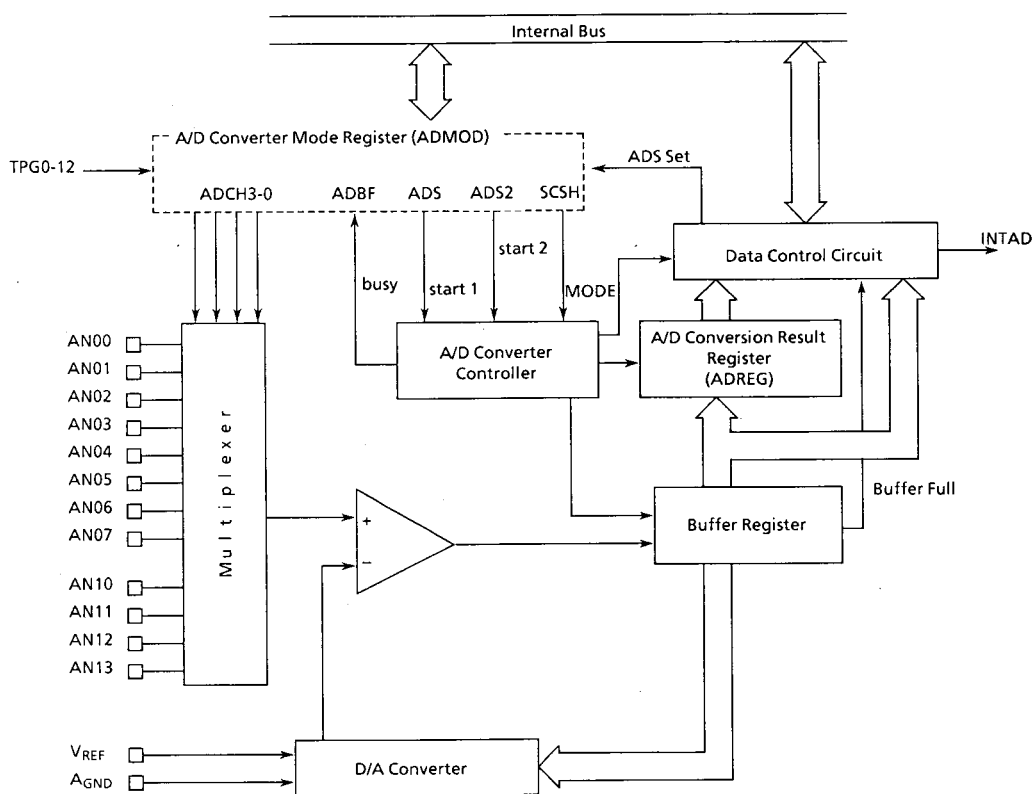 Internal Bus
A/D Converter Mode Register (ADMOD)
TPG0-12
ADS Set
ADCH3-0 ADBF ADS ADS2 SCSH
INTAD
Data Control Circuit
start 2
busy
start 1
MODE
A/D Converter
Controller
A/D Conversion Result
Register
(ADREG)
AN00
AN01
AN02
AN03
AN04
AN05
AN06
AN07
AN10
AN11
AN12
AN13
Multiplexer
+
−
Buffer Full
Buffer Register
VREF
AGND
D/A Converter